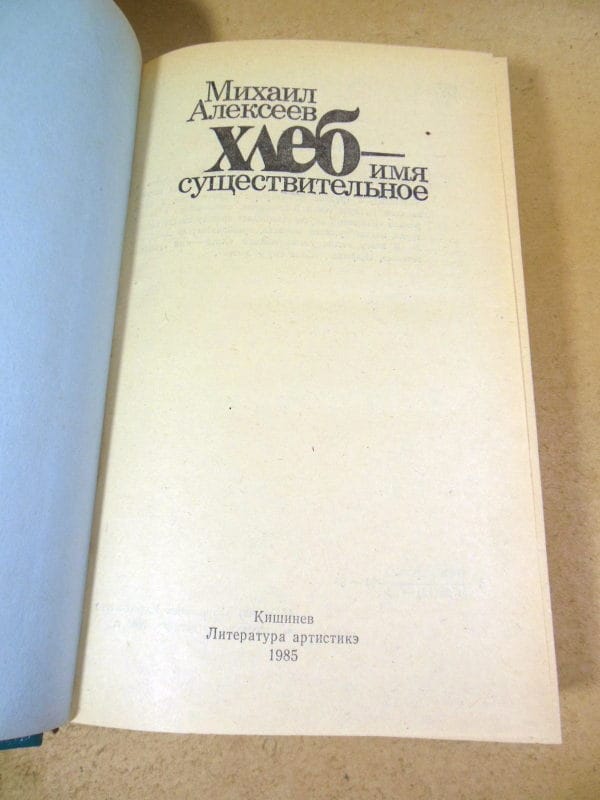 Михаил
Алексеев
хлеб—
имя
существительное
Кишинев
Литература артистикэ
1985